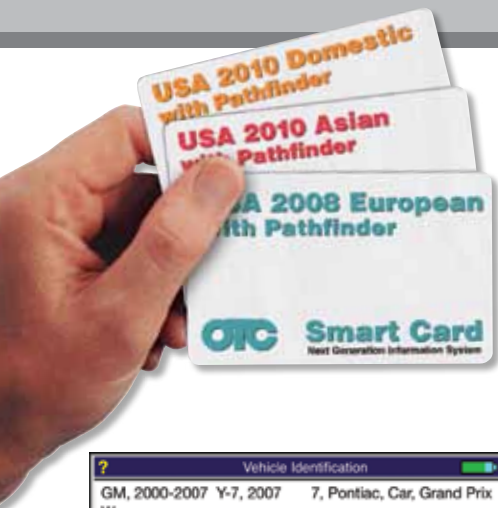 USA 2010 Domestic
with Pathfinder
USA 2010 Asian
with Pathfinder
A 2008 European
ith Pathfinder
OTC Smart Card
Next Generation Information System
? Vehicle Identification
GM, 2000-2007 Y-7, 2007 7, Pontiac, Car, Grand Prix